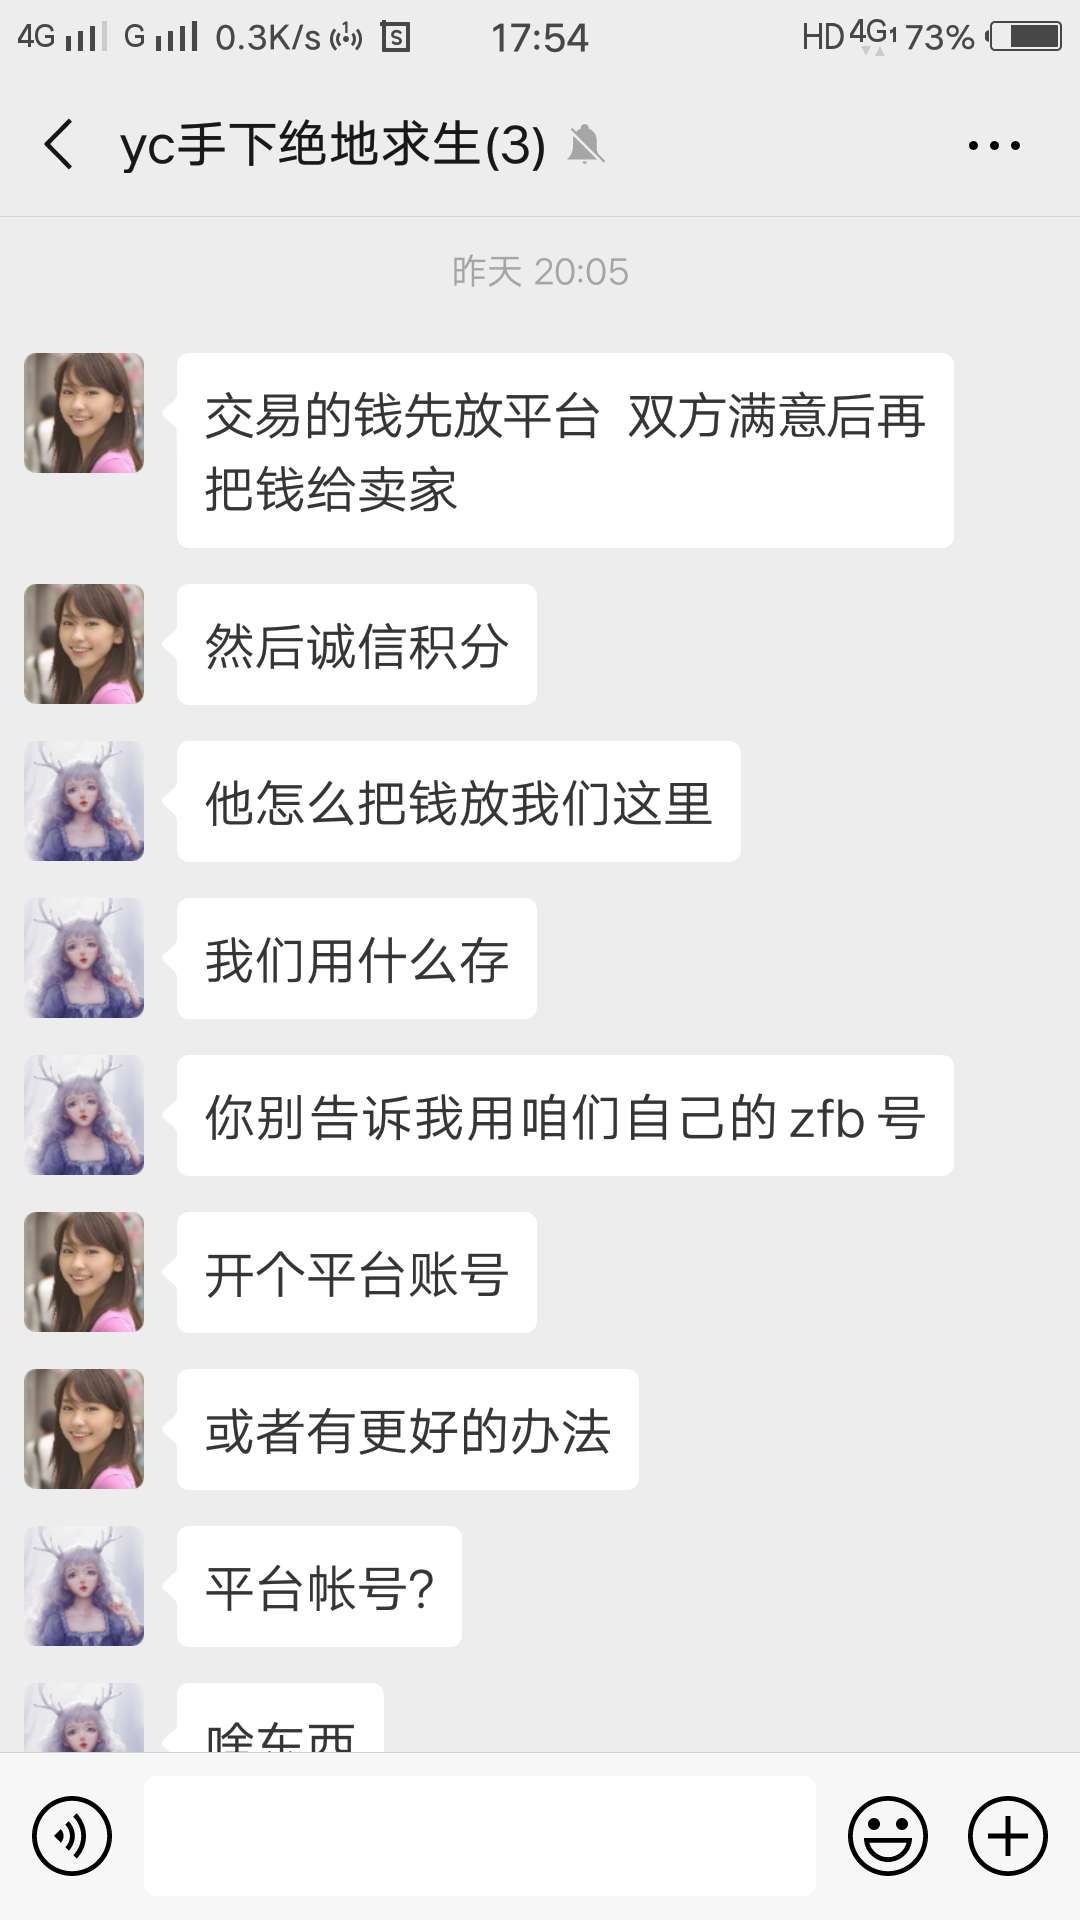 4G G 0.3K/s 17:54 HD 4G1 73%
yc手下绝地求生(3)
昨天 20:05
交易的钱先放平台 双方满意后再
把钱给卖家
然后诚信积分
他怎么把钱放我们这里
我们用什么存
你别告诉我用咱们自己的zfb号
开个平台账号
或者有更好的办法
平台帐号?
啥东西